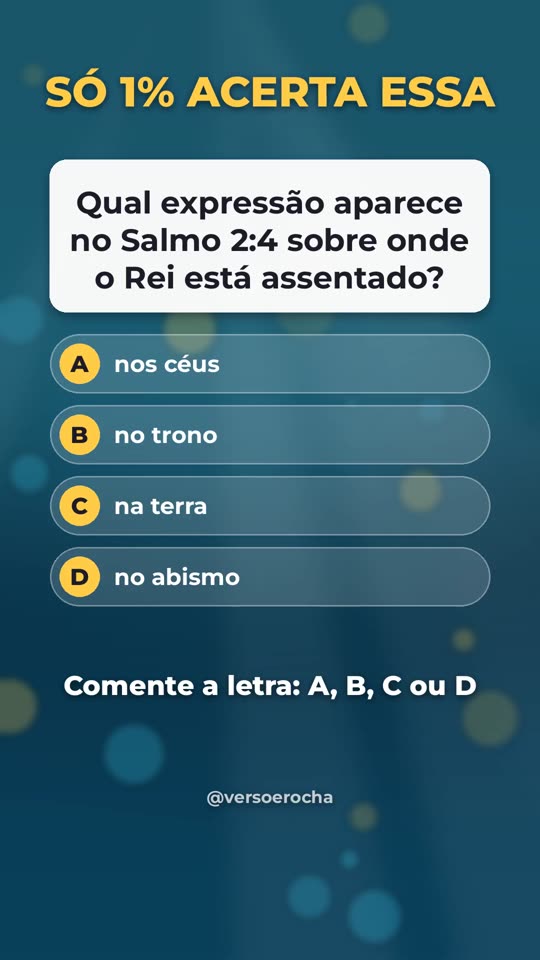 SÓ 1% ACERTA ESSA
Qual expressão aparece
no Salmo 2:4 sobre onde
o Rei está assentado?
A nos céus
B no trono
C na terra
D no abismo
Comente a letra: A, B, C ou D
@versoerocha